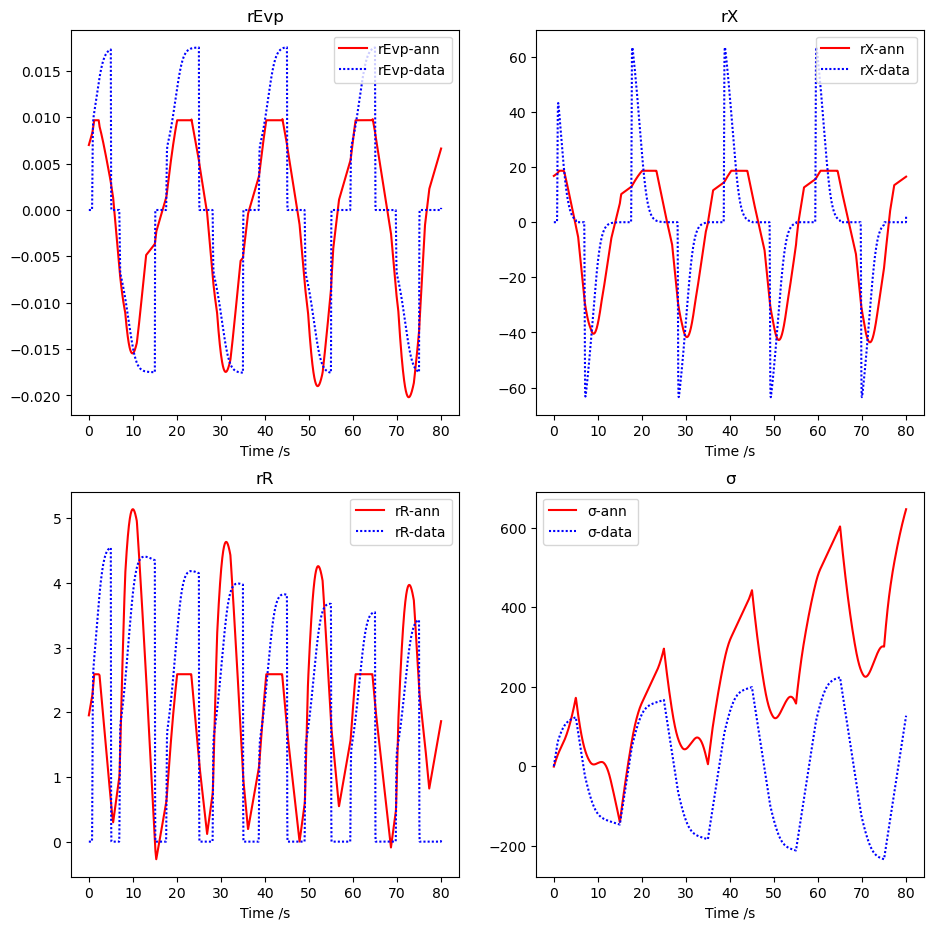 rEvp
rEvp-ann
rEvp-data
0.015
0.010
0.005
0.000
−0.005
−0.010
−0.015
−0.020
0 10 20 30 40 50 60 70 80
Time /s
rX
rX-ann
rX-data
60
40
20
0
−20
−40
−60
0 10 20 30 40 50 60 70 80
Time /s
rR
rR-ann
rR-data
5
4
3
2
1
0
0 10 20 30 40 50 60 70 80
Time /s
σ
σ-ann
σ-data
600
400
200
0
−200
0 10 20 30 40 50 60 70 80
Time /s